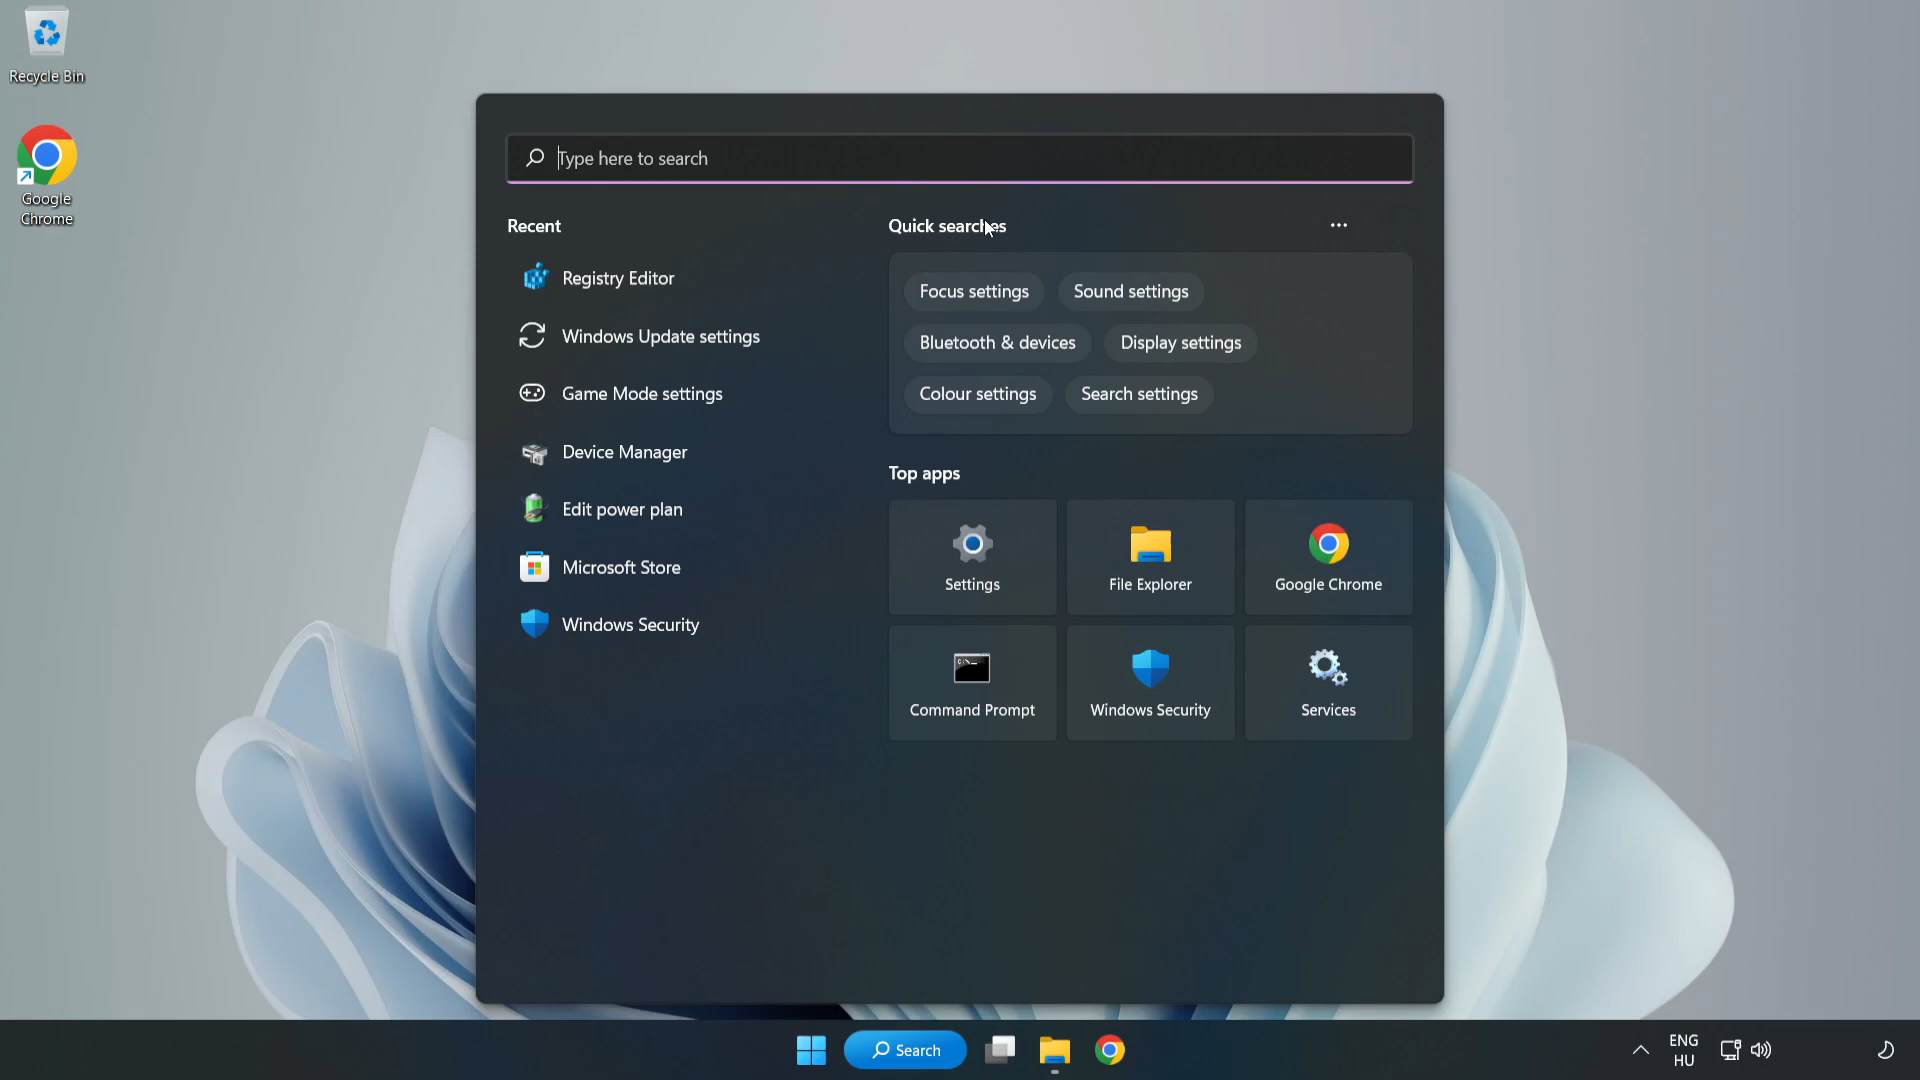 Recycle Bin
Google
Chrome
Type here to search
Recent
Registry Editor
Windows Update settings
Game Mode settings
Device Manager
Edit power plan
Microsoft Store
Windows Security
Quick searches
Focus settings
Sound settings
Bluetooth & devices
Display settings
Colour settings
Search settings
Top apps
Settings
File Explorer
Google Chrome
Command Prompt
Windows Security
Services
Search
ENG
HU